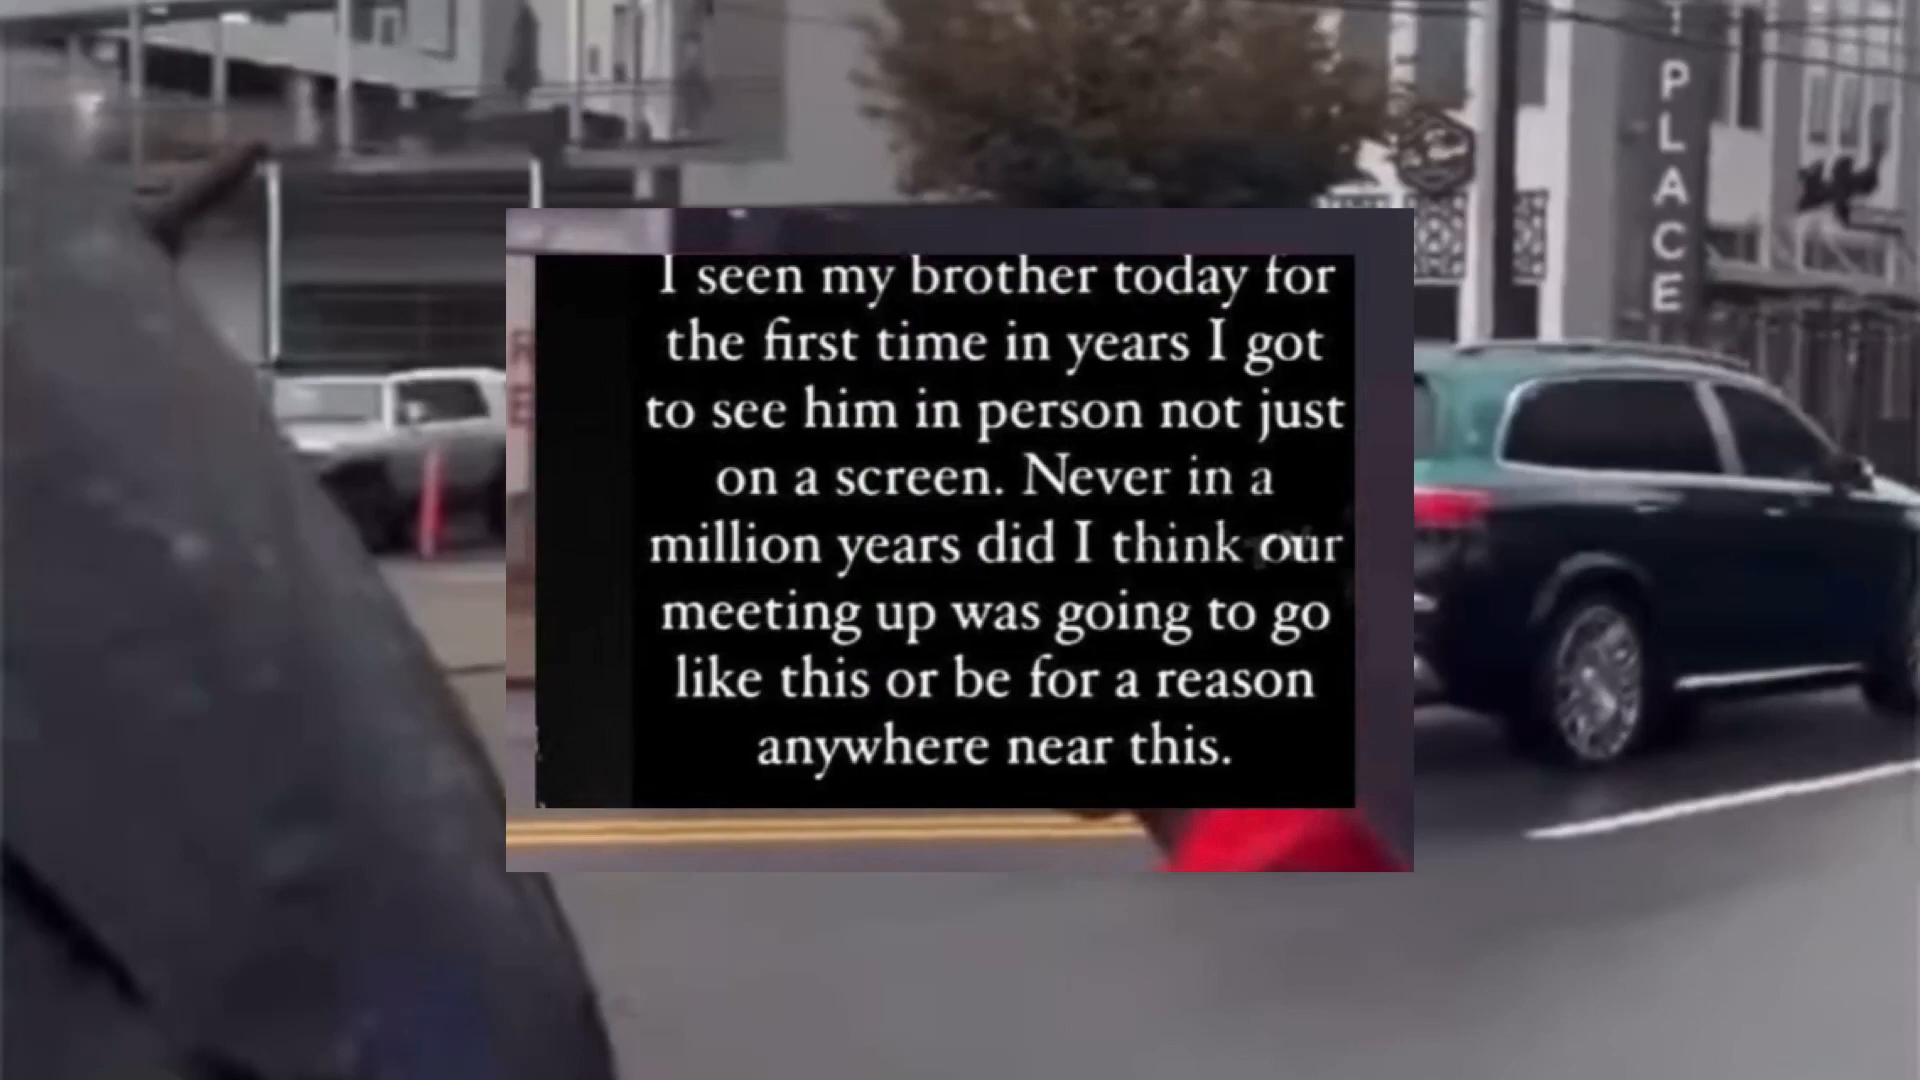 I seen my brother today for
the first time in years I got
to see him in person not just
on a screen. Never in a
million years did I think our
meeting up was going to go
like this or be for a reason
anywhere near this.
PLACE